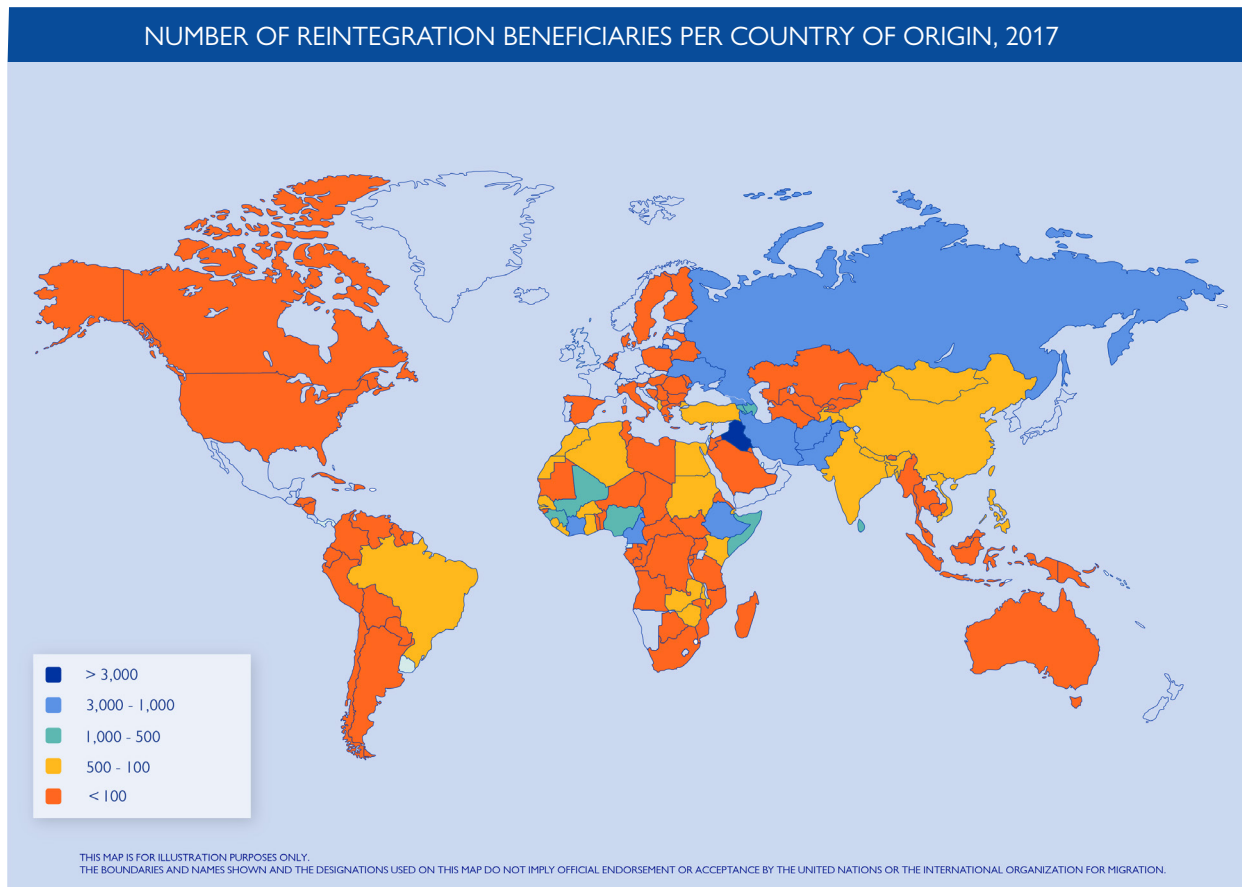 NUMBER OF REINTEGRATION BENEFICIARIES PER COUNTRY OF ORIGIN, 2017
> 3,000
3,000 - 1,000
1,000 - 500
500 - 100
< 100
THIS MAP IS FOR ILLUSTRATION PURPOSES ONLY.
THE BOUNDARIES AND NAMES SHOWN AND THE DESIGNATIONS USED ON THIS MAP DO NOT IMPLY OFFICIAL ENDORSEMENT OR ACCEPTANCE BY THE UNITED NATIONS OR THE INTERNATIONAL ORGANIZATION FOR MIGRATION.